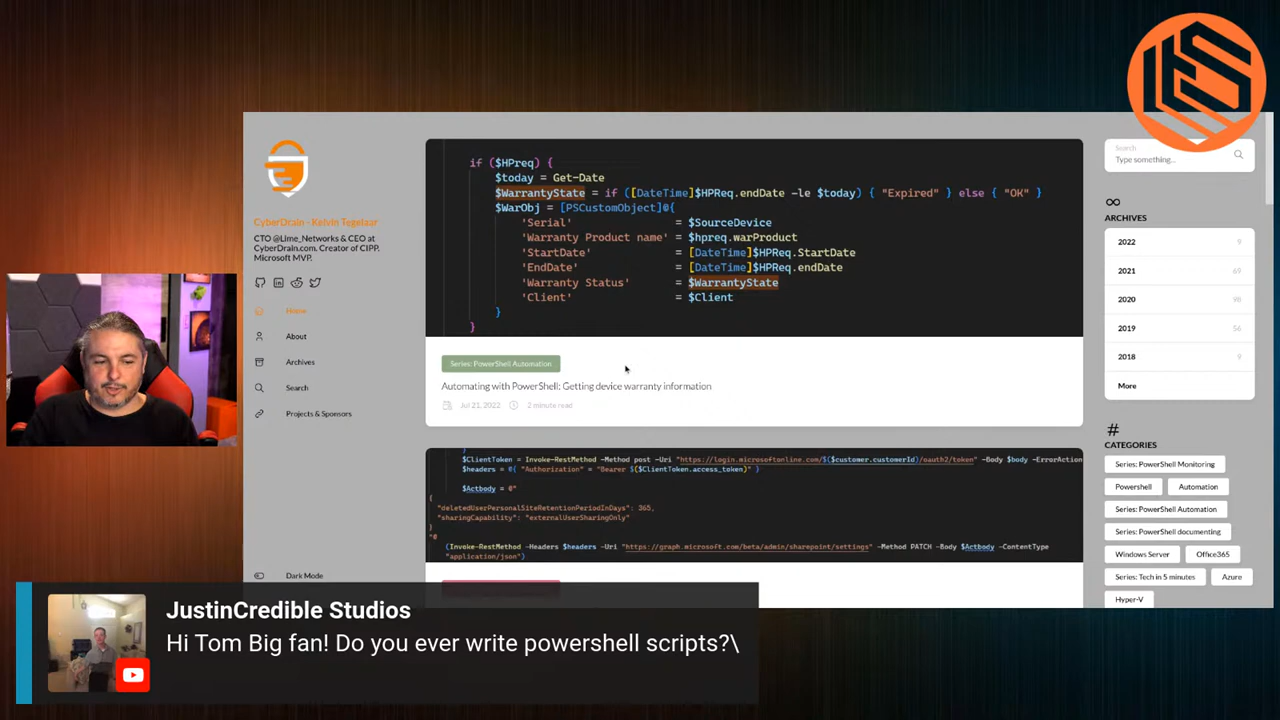 CyberDrain - Kelvin Tegelaar
CTO @Lime_Networks & CEO at
CyberDrain.com. Creator of CIPP.
Microsoft MVP.
Home
About
Archives
Search
Projects & Sponsors
Dark Mode
if ($HPreq) {
$today = Get-Date
$WarrantyState = if ([DateTime]$HPReq.endDate -le $today) { "Expired" } else { "OK" }
$WarObj = [PSCustomObject]@{
'Serial' = $SourceDevice
'Warranty Product name' = $hpreq.warProduct
'StartDate' = [DateTime]$HPReq.StartDate
'EndDate' = [DateTime]$HPReq.endDate
'Warranty Status' = $WarrantyState
'Client' = $Client
}
}
Series: PowerShell Automation
Automating with PowerShell: Getting device warranty information
Jul 21, 2022 2 minute read
$ClientToken = Invoke-RestMethod -Method post -Uri "https://login.microsoftonline.com/$($customer.customerId)/oauth2/token" -Body $body -ErrorAction
$headers = @{ "Authorization" = "Bearer $($ClientToken.access_token)" }
$Actbody = @"
{
"deletedUserPersonalSiteRetentionPeriodInDays": 365,
"sharingCapability": "externalUserSharingOnly"
}
"@
(Invoke-RestMethod -Headers $headers -Uri "https://graph.microsoft.com/beta/admin/sharepoint/settings" -Method PATCH -Body $Actbody -ContentType
"application/json")
Search
Type something...
ARCHIVES
2022 9
2021 69
2020 98
2019 56
2018 9
More
#
CATEGORIES
Series: PowerShell Monitoring
Powershell Automation
Series: PowerShell Automation
Series: PowerShell documenting
Windows Server Office365
Series: Tech in 5 minutes Azure
Hyper-V
JustinCredible Studios
Hi Tom Big fan! Do you ever write powershell scripts?\